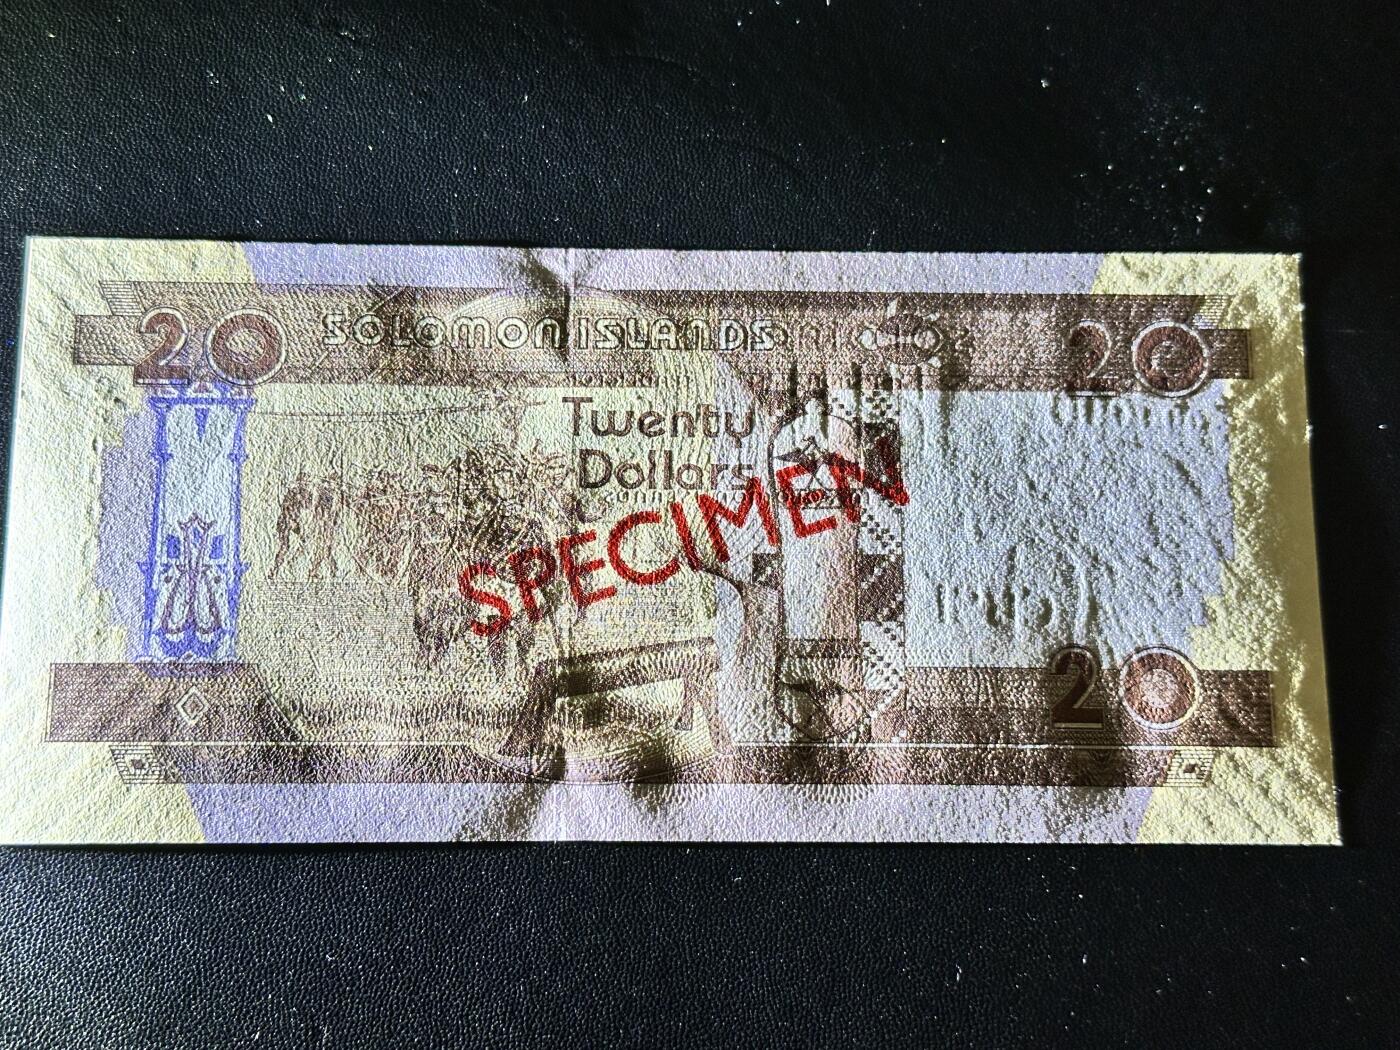 20
SOLOMON ISLANDS
20
Twenty
Dollars
SPECIMEN
20